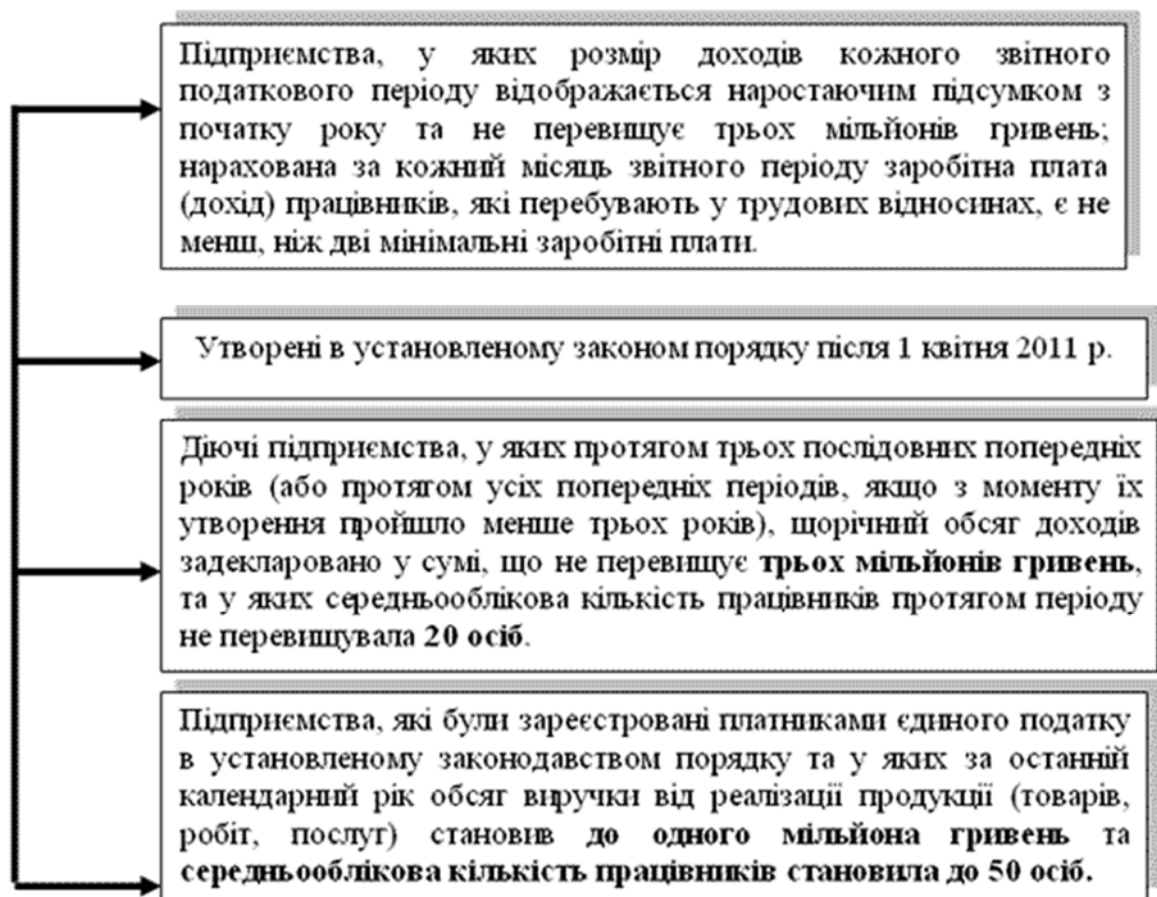 Підприємства, у яких розмір доходів кожного звітного
податкового періоду відображається наростаючим підсумком з
початку року та не перевищує трьох мільйонів гривень;
нарахована за кожний місяць звітного періоду заробітна плата
(дохід) працівників, які перебувають у трудових відносинах, є не
менш, ніж дві мінімальні заробітні плати.
Утворені в установленому законом порядку після 1 квітня 2011 р.
Діючі підприємства, у яких протягом трьох послідовних попередніх
років (або протягом усіх попередніх періодів, якщо з моменту їх
утворення пройшло менше трьох років), щорічний обсяг доходів
задекларовано у сумі, що не перевищує трьох мільйонів гривень,
та у яких середньооблікова кількість працівників протягом періоду
не перевищувала 20 осіб.
Підприємства, які були зареєстровані платниками єдиного податку
в установленому законодавством порядку та у яких за останній
календарний рік обсяг виручки від реалізації продукції (товарів,
робіт, послуг) становив до одного мільйона гривень та
середньооблікова кількість працівників становила до 50 осіб.